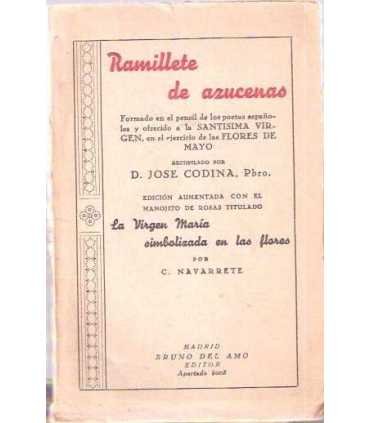 Ramillete
de azucenas
Formado en el pensil de los poetas españo-
les y ofrecido a la SANTISIMA VIR-
GEN, en el ejercicio de las FLORES DE
MAYO
RECOPILADO POR
D. JOSE CODINA, Pbro.
EDICIÓN AUMENTADA CON EL
MANOJITO DE ROSAS TITULADO
La Virgen María
simbolizada en las flores
POR
C. NAVARRETE
MADRID
BRUNO DEL AMO
EDITOR
Apartado